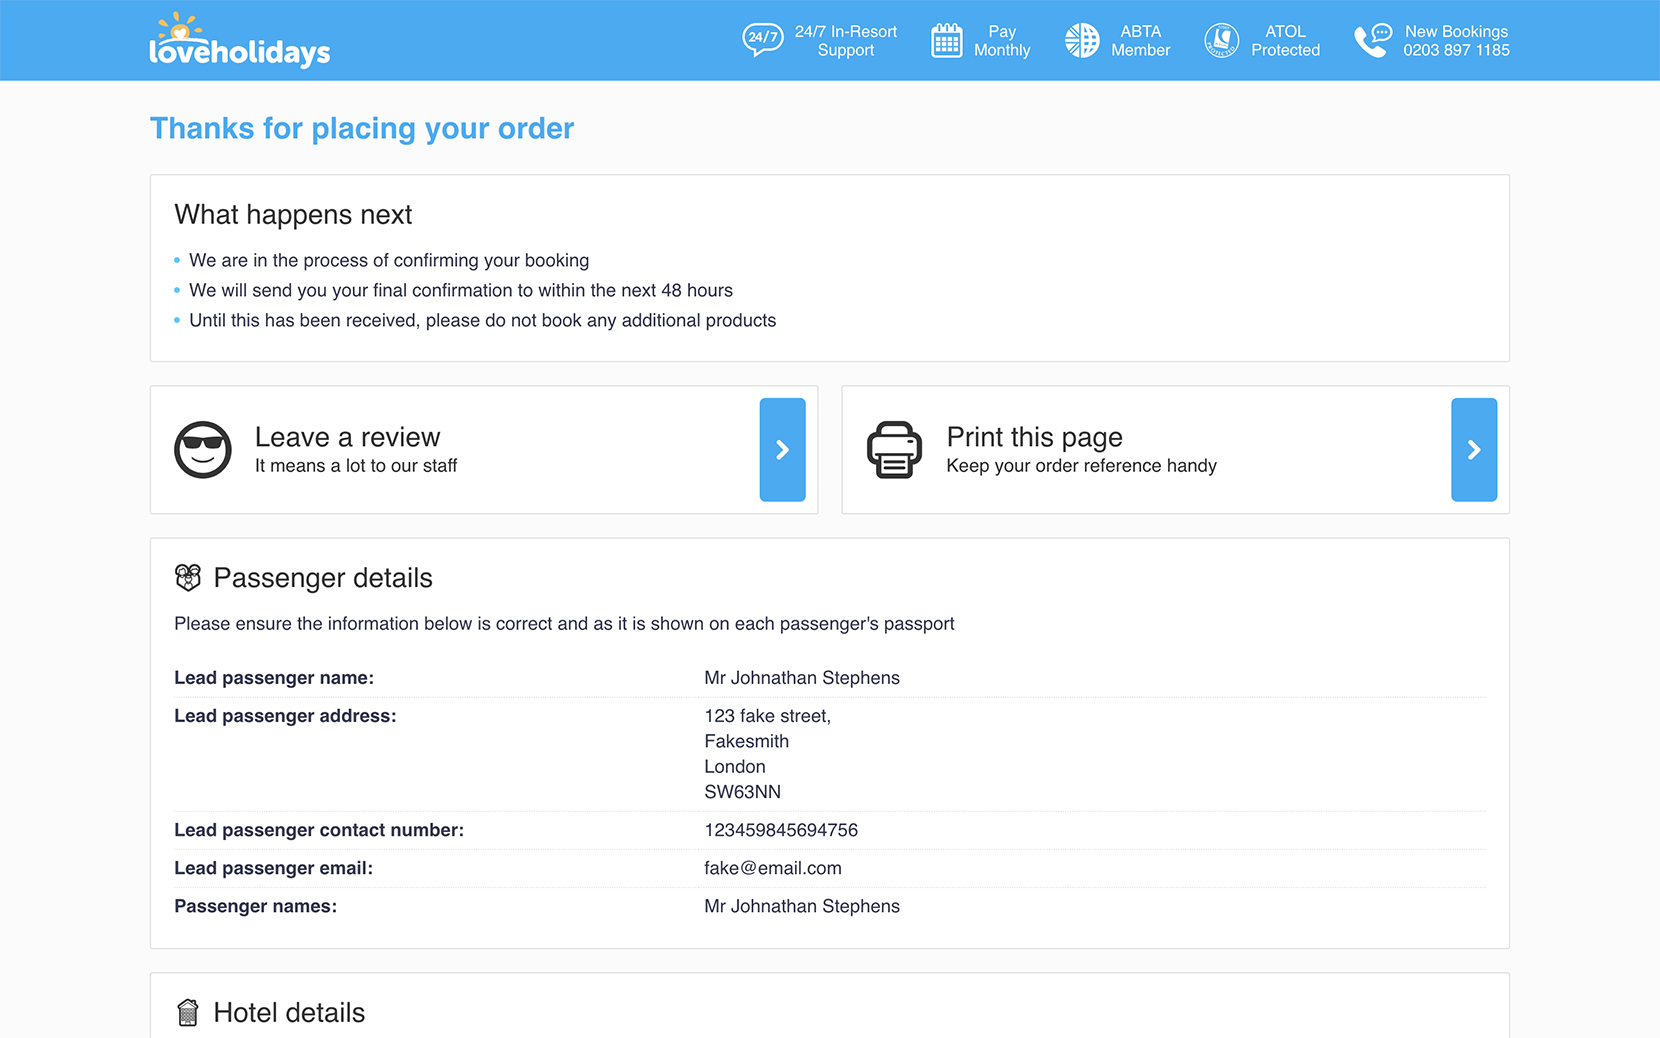 loveholidays
24/7
24/7 In-Resort
Support
Pay
Monthly
ABTA
Member
ATOL
Protected
New Bookings
0203 897 1185
Thanks for placing your order
What happens next
• We are in the process of confirming your booking
• We will send you your final confirmation to within the next 48 hours
• Until this has been received, please do not book any additional products
Leave a review
It means a lot to our staff
Print this page
Keep your order reference handy
Passenger details
Please ensure the information below is correct and as it is shown on each passenger's passport
Lead passenger name: Mr Johnathan Stephens
Lead passenger address: 123 fake street,
Fakesmith
London
SW63NN
Lead passenger contact number: 123459845694756
Lead passenger email: fake@email.com
Passenger names: Mr Johnathan Stephens
Hotel details